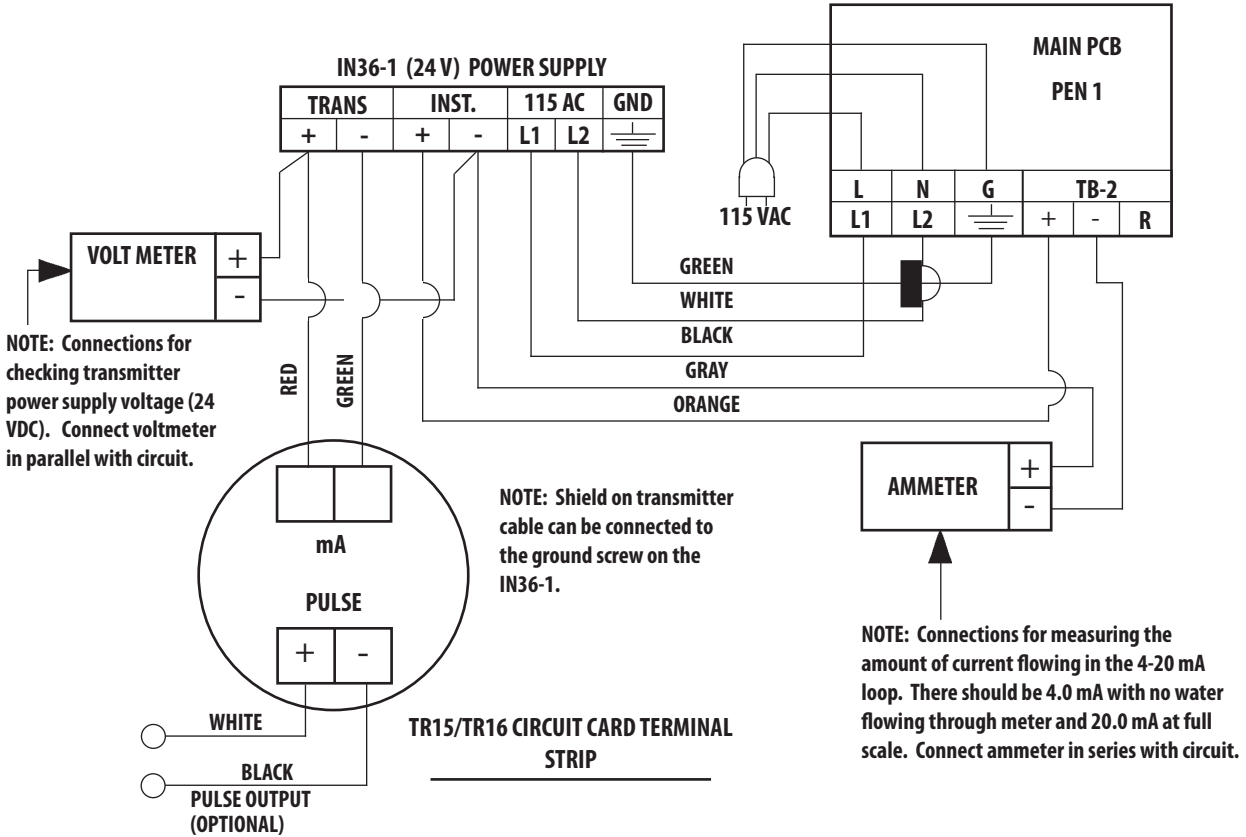 IN36-1 (24 V) POWER SUPPLY
TRANS INST. 115 AC GND
+ - + - L1 L2
MAIN PCB
PEN 1
L N G TB-2
L1 L2 + - R
115 VAC
VOLT METER + -
NOTE: Connections for
checking transmitter
power supply voltage (24
VDC). Connect voltmeter
in parallel with circuit.
GREEN
WHITE
BLACK
GRAY
ORANGE
RED
GREEN
mA
PULSE
+ -
NOTE: Shield on transmitter
cable can be connected to
the ground screw on the
IN36-1.
AMMETER + -
NOTE: Connections for measuring the
amount of current flowing in the 4-20 mA
loop. There should be 4.0 mA with no water
flowing through meter and 20.0 mA at full
scale. Connect ammeter in series with circuit.
WHITE
BLACK
PULSE OUTPUT
(OPTIONAL)
TR15/TR16 CIRCUIT CARD TERMINAL
STRIP